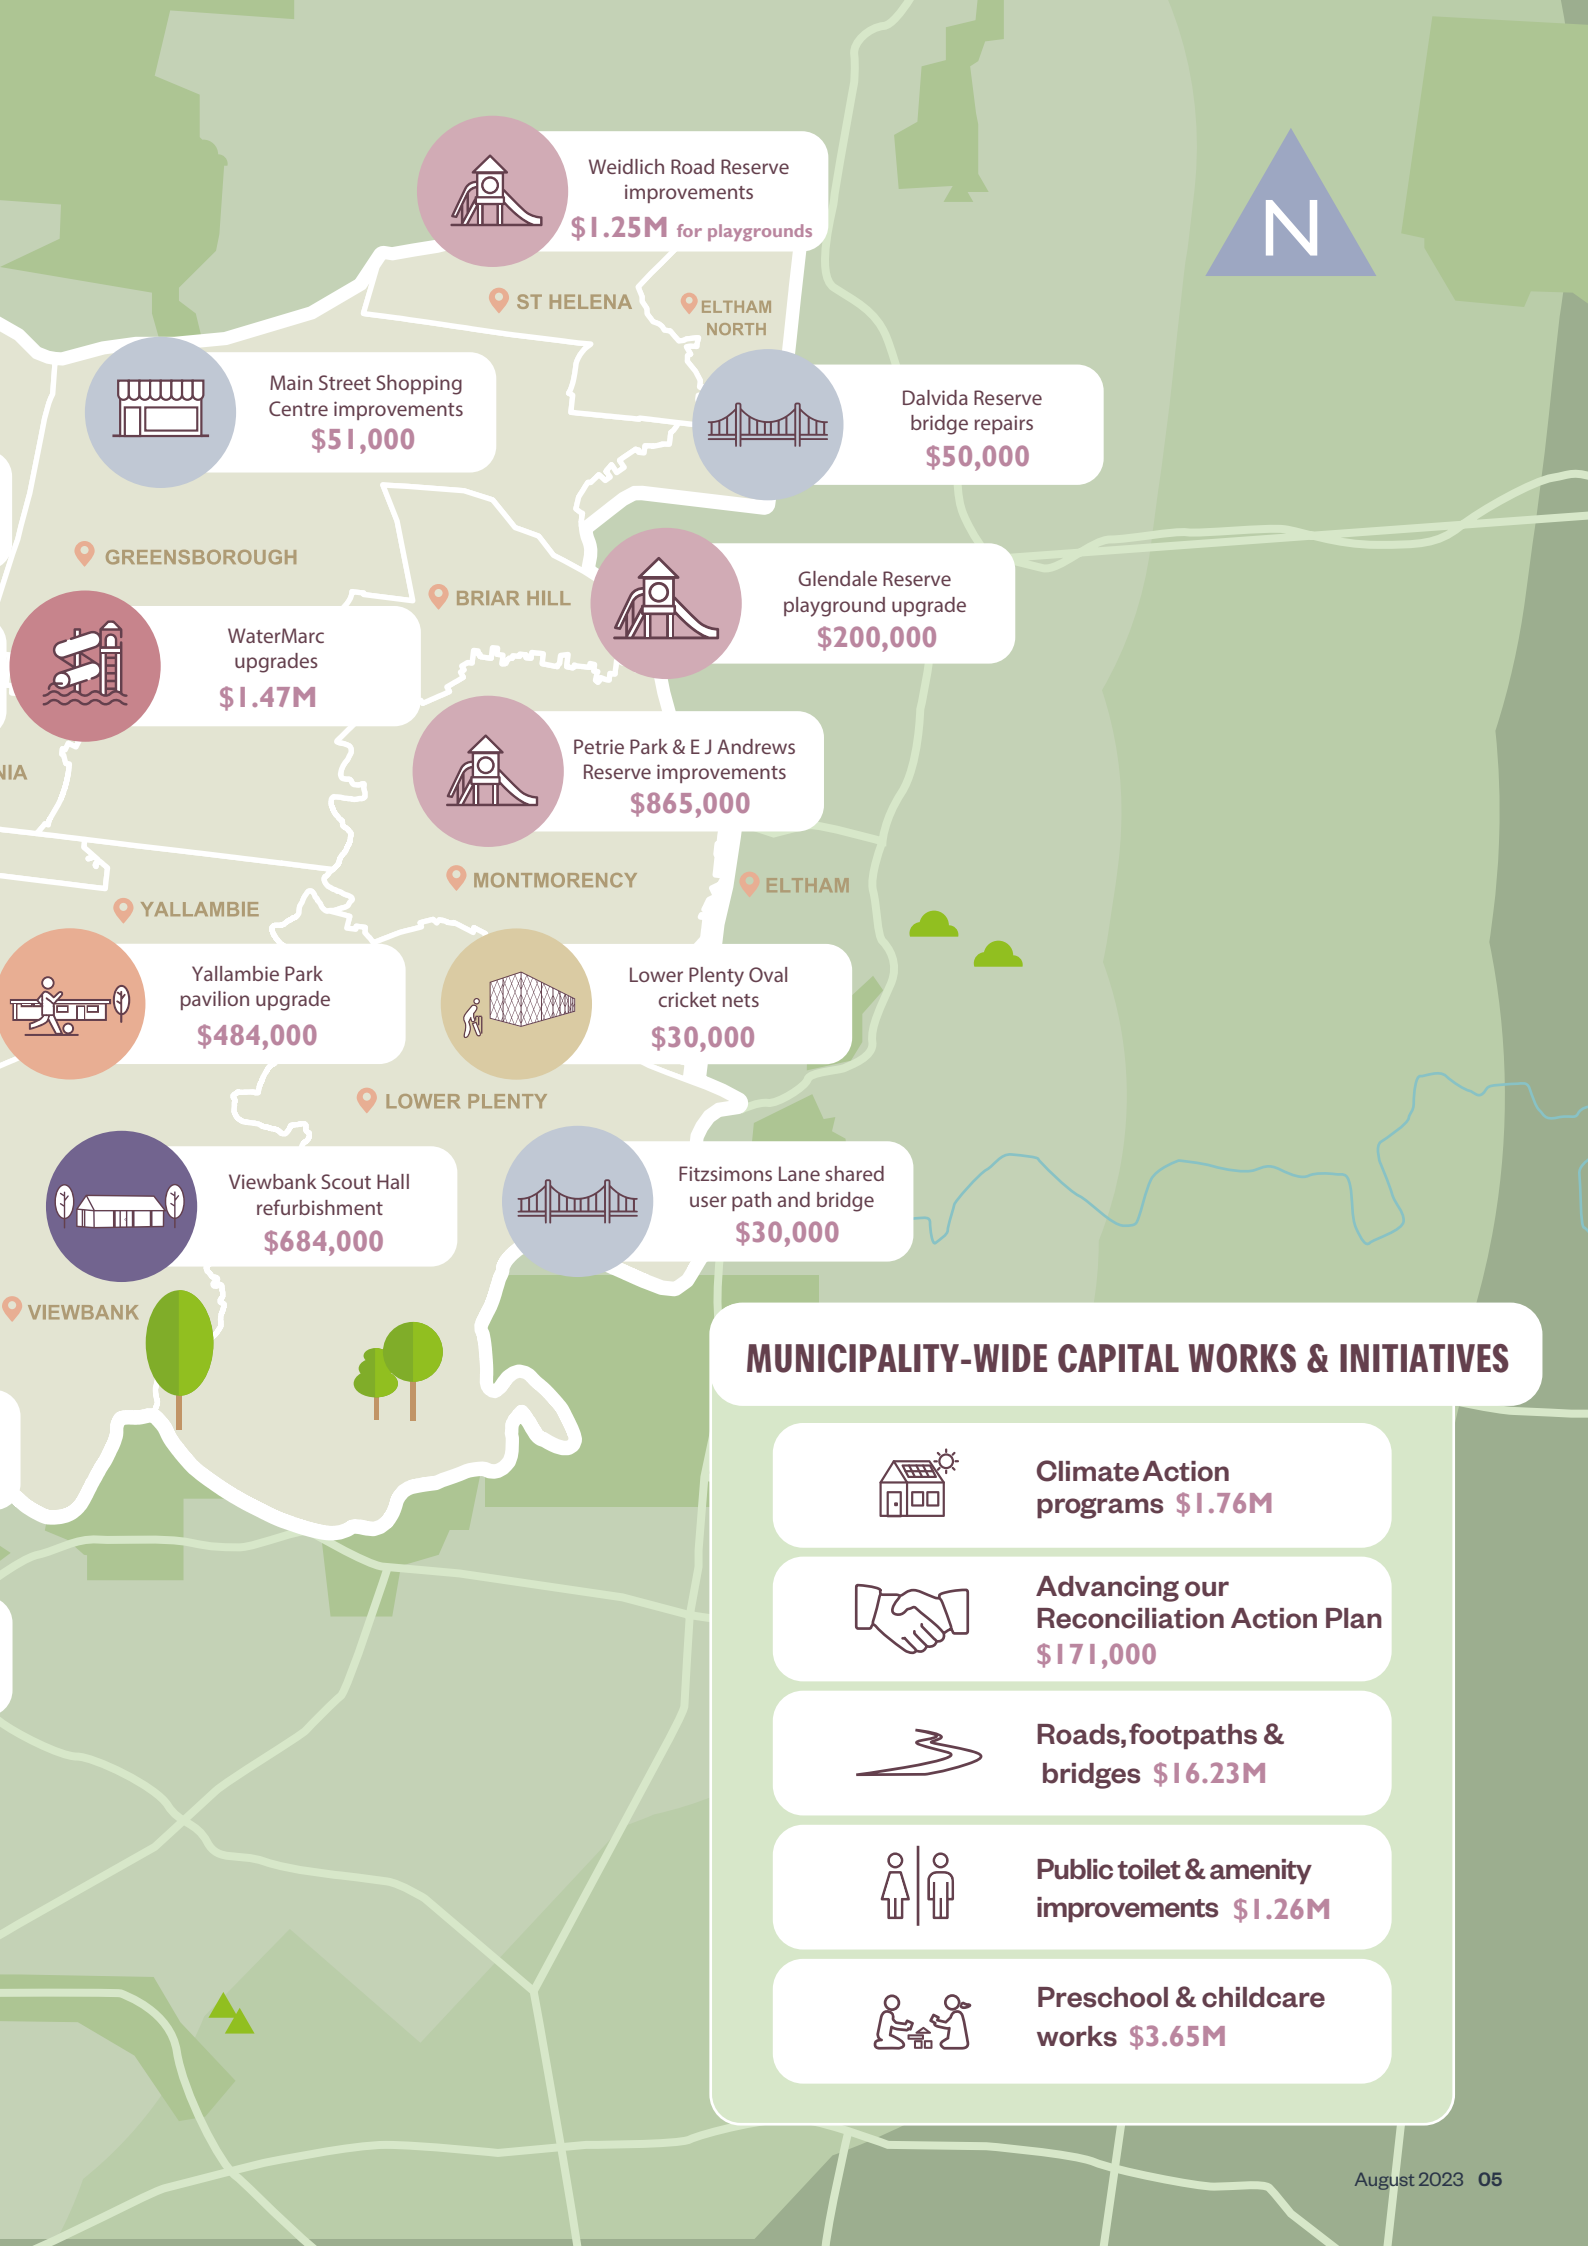 Weidlich Road Reserve
improvements
$1.25M for playgrounds
N
ST HELENA
ELTHAM
NORTH
Main Street Shopping
Centre improvements
$51,000
Dalvida Reserve
bridge repairs
$50,000
GREENSBOROUGH
BRIAR HILL
Glendale Reserve
playground upgrade
$200,000
WaterMarc
upgrades
$1.47M
Petrie Park & E J Andrews
Reserve improvements
$865,000
MONTMORENCY
ELTHAM
YALLAMBIE
Yallambie Park
pavilion upgrade
$484,000
Lower Plenty Oval
cricket nets
$30,000
LOWER PLENTY
Viewbank Scout Hall
refurbishment
$684,000
Fitzsimons Lane shared
user path and bridge
$30,000
VIEWBANK
MUNICIPALITY-WIDE CAPITAL WORKS & INITIATIVES
Climate Action
programs $1.76M
Advancing our
Reconciliation Action Plan
$171,000
Roads, footpaths &
bridges $16.23M
Public toilet & amenity
improvements $1.26M
Preschool & childcare
works $3.65M
August 2023 05